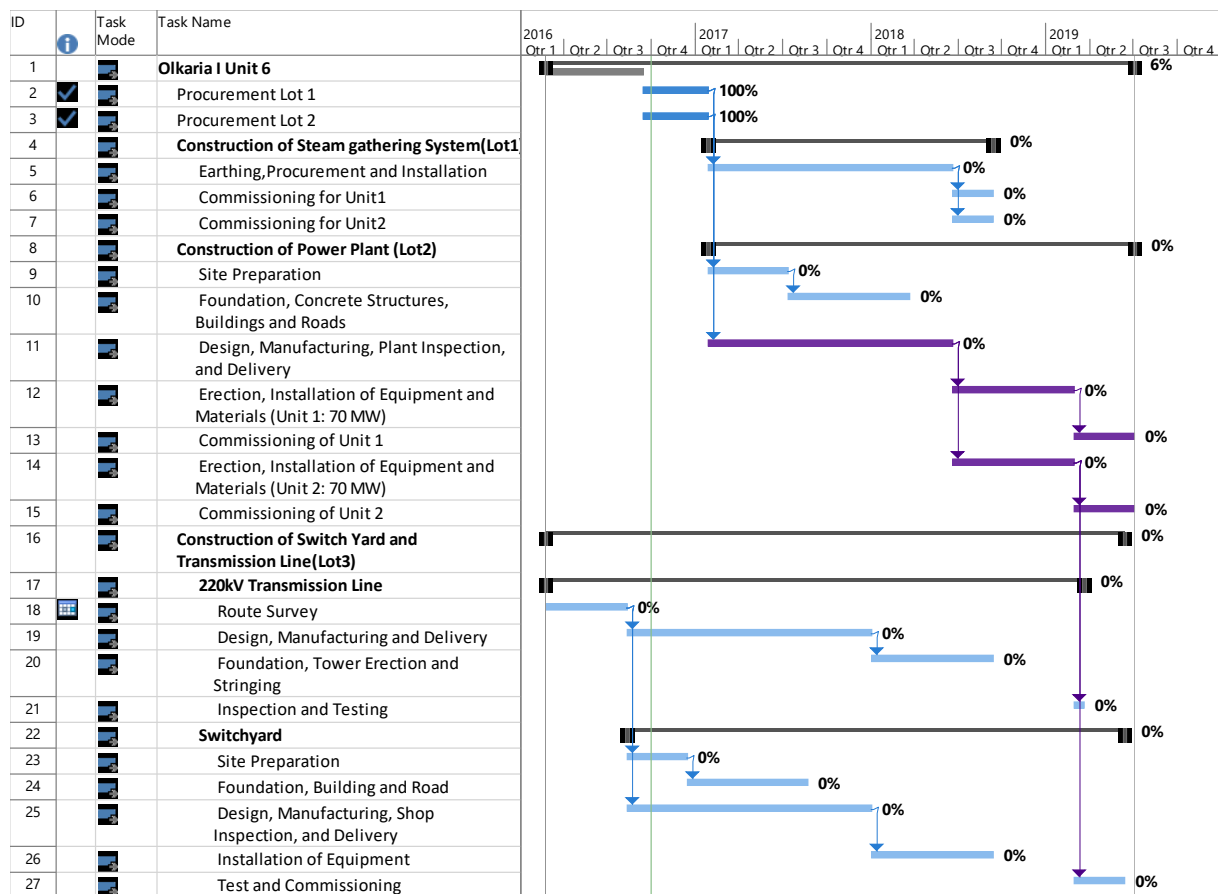 ID Task Mode Task Name 2016 2017 2018 2019
Qtr 1 Qtr 2 Qtr 3 Qtr 4 Qtr 1 Qtr 2 Qtr 3 Qtr 4 Qtr 1 Qtr 2 Qtr 3 Qtr 4 Qtr 1 Qtr 2 Qtr 3 Qtr 4
1 Olkaria I Unit 6 6%
2 Procurement Lot 1 100%
3 Procurement Lot 2 100%
4 Construction of Steam gathering System(Lot1 0%
5 Earthing,Procurement and Installation 0%
6 Commissioning for Unit1 0%
7 Commissioning for Unit2 0%
8 Construction of Power Plant (Lot2) 0%
9 Site Preparation 0%
10 Foundation, Concrete Structures, 0%
Buildings and Roads
11 Design, Manufacturing, Plant Inspection, 0%
and Delivery
12 Erection, Installation of Equipment and 0%
Materials (Unit 1: 70 MW)
13 Commissioning of Unit 1 0%
14 Erection, Installation of Equipment and 0%
Materials (Unit 2: 70 MW)
15 Commissioning of Unit 2 0%
16 Construction of Switch Yard and 0%
Transmission Line(Lot3)
17 220kV Transmission Line 0%
18 Route Survey 0%
19 Design, Manufacturing and Delivery 0%
20 Foundation, Tower Erection and 0%
Stringing
21 Inspection and Testing 0%
22 Switchyard 0%
23 Site Preparation 0%
24 Foundation, Building and Road 0%
25 Design, Manufacturing, Shop 0%
Inspection, and Delivery
26 Installation of Equipment 0%
27 Test and Commissioning 0%